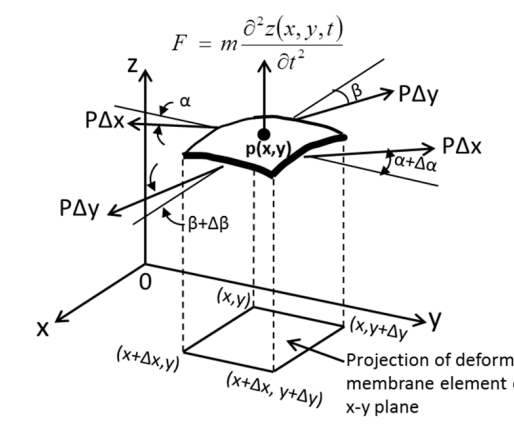 F = m ∂²z(x,y,t)/∂t²
z
α
β
PΔy
PΔx
p(x,y)
PΔx
α+Δα
PΔy
β+Δβ
0
(x,y)
x
y
(x,y+Δy
(x+Δx,y)
(x+Δx, y+Δy)
Projection of deform
membrane element
x-y plane